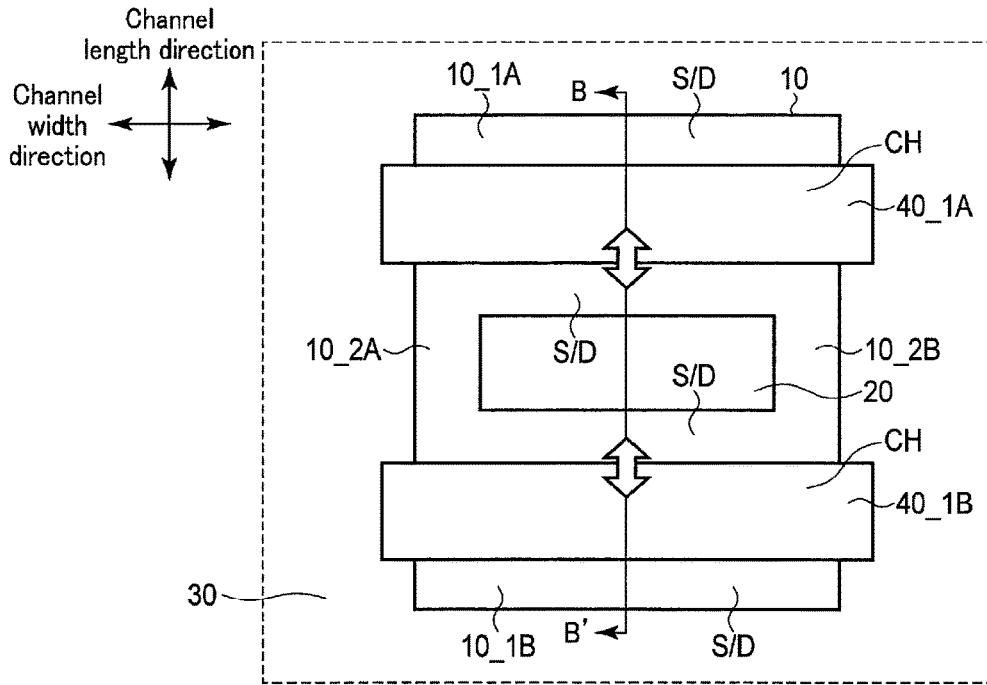 Channel
length direction
Channel
width
direction
10_1A
B
S/D
10
CH
40_1A
10_2A
S/D
S/D
10_2B
20
CH
40_1B
30
10_1B
B'
S/D